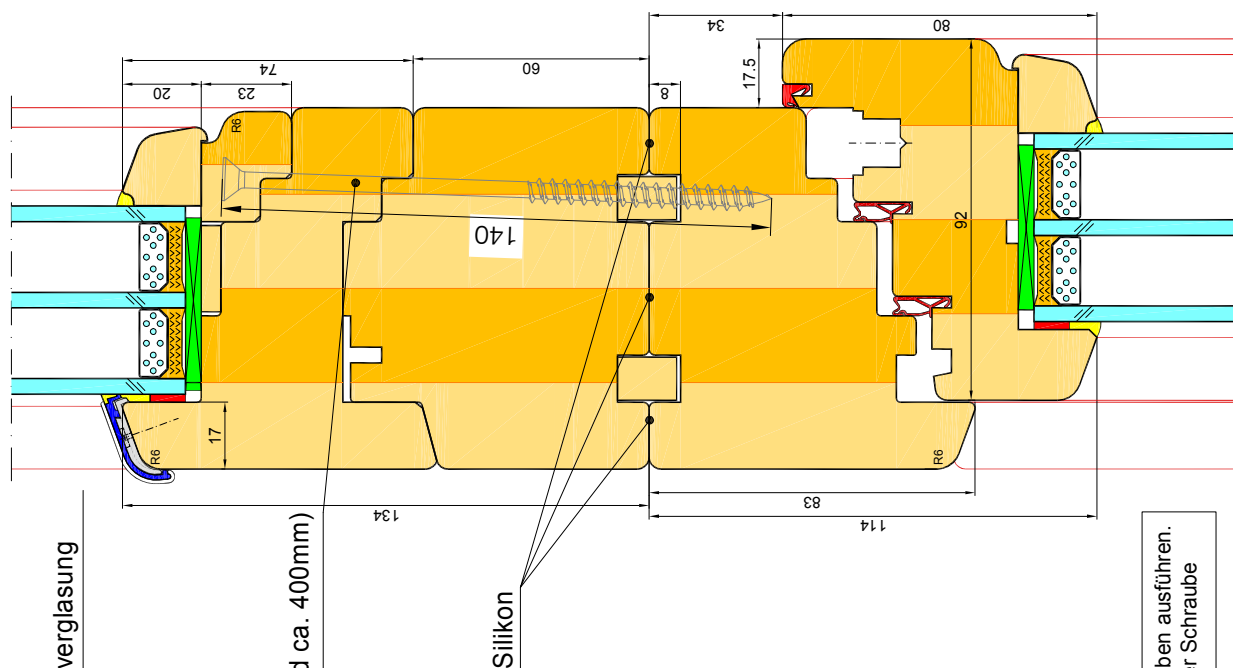 verglasung
d ca. 400mm)
Silikon
ben ausführen.
er Schraube
20
74
23
60
34
80
17.5
8
R6
140
92
17
R6
R6
134
83
114